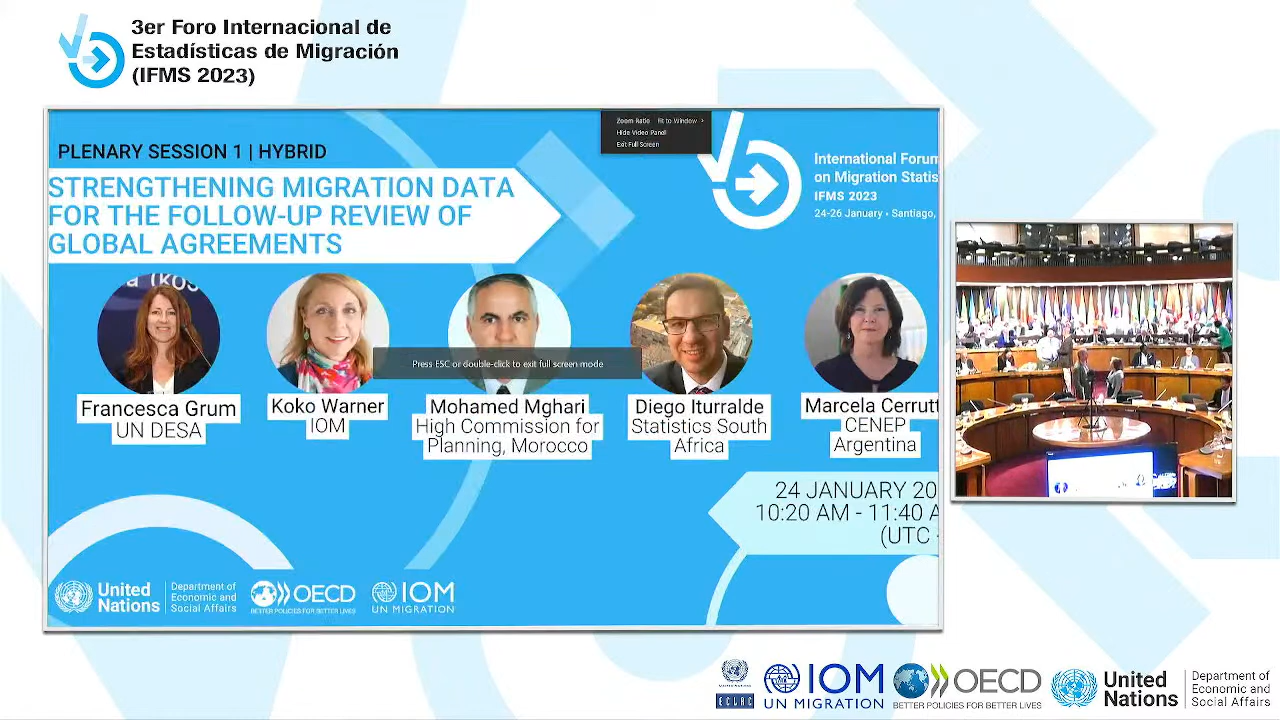 3er Foro Internacional de
Estadísticas de Migración
(IFMS 2023)
PLENARY SESSION 1 | HYBRID
STRENGTHENING MIGRATION DATA
FOR THE FOLLOW-UP REVIEW OF
GLOBAL AGREEMENTS
Zoom Ratio Fit to Window >
Hide Video Panel
Exit Full Screen
International Forum
on Migration Statis
IFMS 2023
24-26 January • Santiago,
Press ESC or double-click to exit full screen mode
Francesca Grum
UN DESA
Koko Warner
IOM
Mohamed Mghari
High Commission for
Planning, Morocco
Diego Iturralde
Statistics South
Africa
Marcela Cerrutt
CENEP
Argentina
24 JANUARY 20
10:20 AM - 11:40 A
(UTC
United
Nations
Department of
Economic and
Social Affairs
OECD
BETTER POLICIES FOR BETTER LIVES
IOM
UN MIGRATION
ECLAC
IOM
UN MIGRATION
OECD
BETTER POLICIES FOR BETTER LIVES
United
Nations
Department of
Economic and
Social Affairs